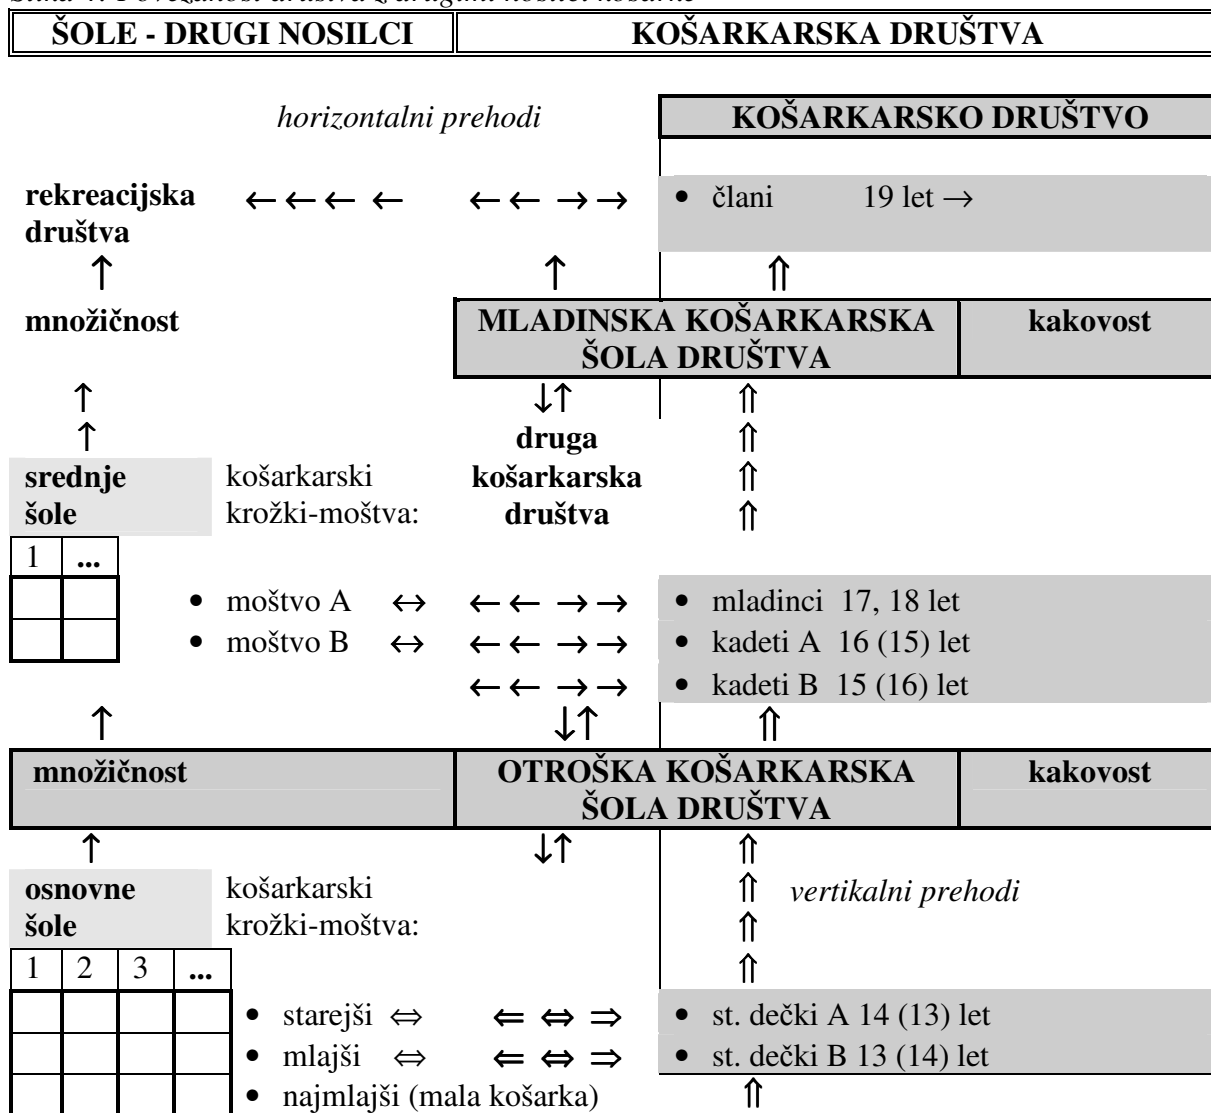 ŠOLE - DRUGI NOSILCI KOŠARKARSKA DRUŠTVA
horizontalni prehodi KOŠARKARSKO DRUŠTVO
rekreacijska ← ← ← ← ← ← → → • člani 19 let →
društva
↑ ↑ ⇑
množičnost MLADINSKA KOŠARKARSKA kakovost
ŠOLA DRUŠTVA
↑ ↓↑ ⇑
↑ druga ⇑
srednje košarkarski košarkarska ⇑
šole krožki-moštva: društva ⇑
1 ...
• moštvo A ↔ ← ← → → • mladinci 17, 18 let
• moštvo B ↔ ← ← → → • kadeti A 16 (15) let
← ← → → • kadeti B 15 (16) let
↑ ↓↑ ⇑
množičnost OTROŠKA KOŠARKARSKA kakovost
ŠOLA DRUŠTVA
↑ ↓↑ ⇑
osnovne košarkarski ⇑ vertikalni prehodi
šole krožki-moštva: ⇑
1 2 3 ... ⇑
• starejši ⇔ ⇐ ⇔ ⇒ • st. dečki A 14 (13) let
• mlajši ⇔ ⇐ ⇔ ⇒ • st. dečki B 13 (14) let
• najmlajši (mala košarka) ⇑